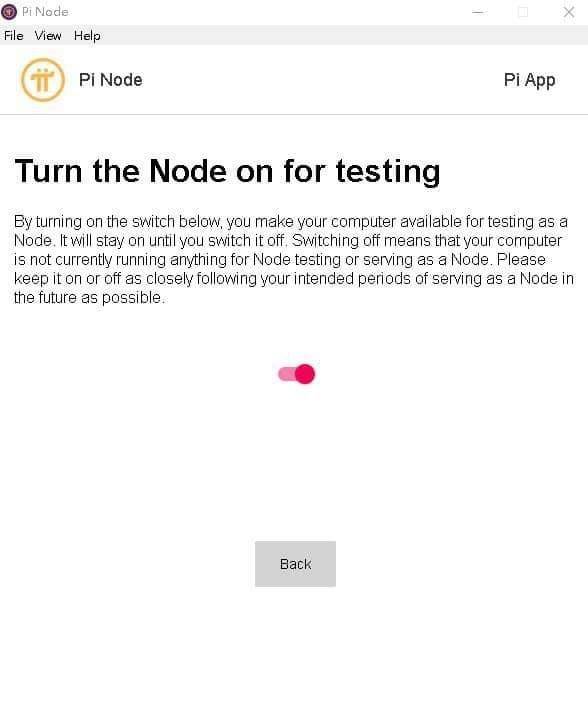 Pi Node
File View Help
Pi Node
Pi App
Turn the Node on for testing
By turning on the switch below, you make your computer available for testing as a
Node. It will stay on until you switch it off. Switching off means that your computer
is not currently running anything for Node testing or serving as a Node. Please
keep it on or off as closely following your intended periods of serving as a Node in
the future as possible.
Back